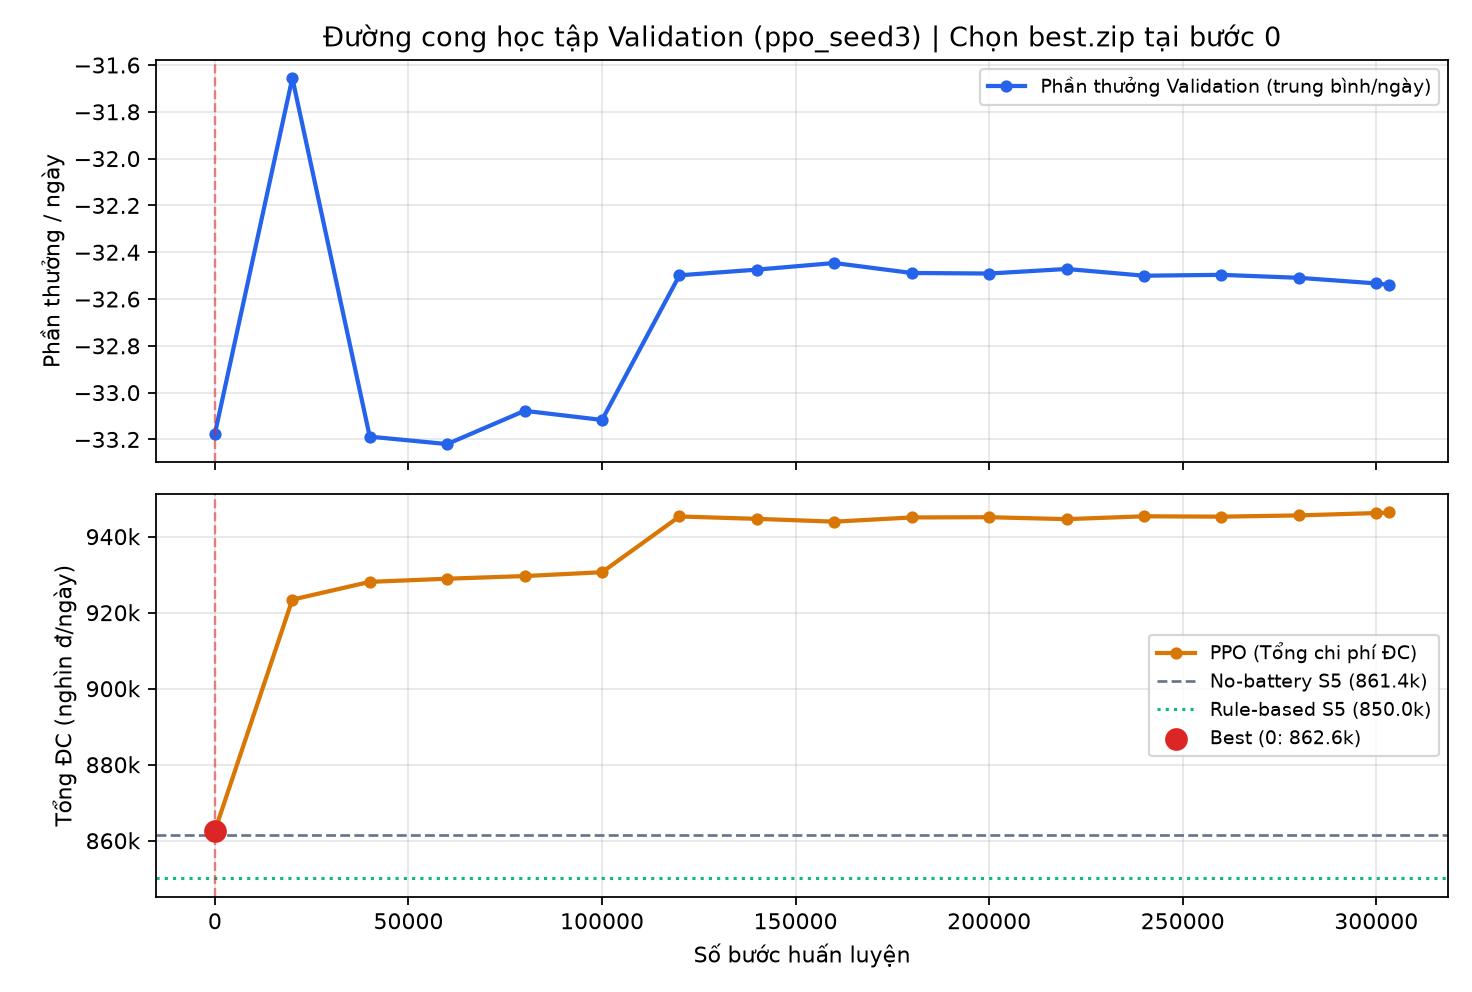 Đường cong học tập Validation (ppo_seed3) | Chọn best.zip tại bước 0
Phần thưởng / ngày
−31.6
−31.8
−32.0
−32.2
−32.4
−32.6
−32.8
−33.0
−33.2
Phần thưởng Validation (trung bình/ngày)
Tổng ĐC (nghìn đ/ngày)
940k
920k
900k
880k
860k
PPO (Tổng chi phí ĐC)
No-battery S5 (861.4k)
Rule-based S5 (850.0k)
Best (0: 862.6k)
0 50000 100000 150000 200000 250000 300000
Số bước huấn luyện